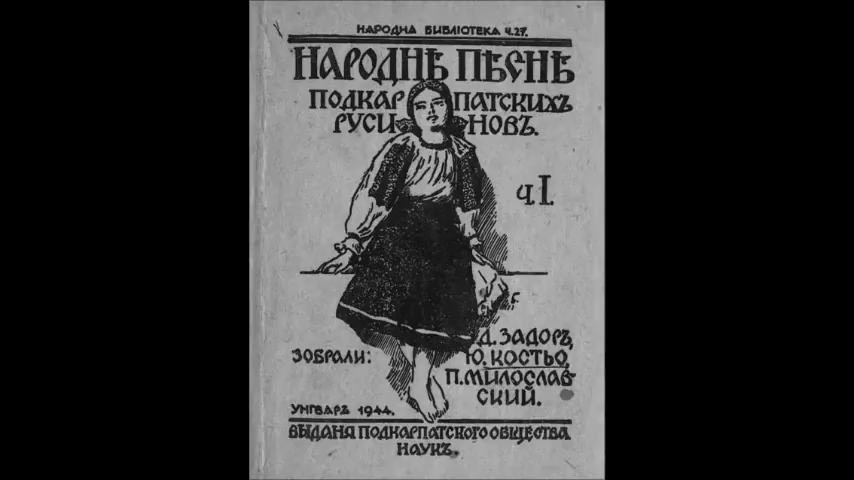 НАРОДНА БИБЛІОТЕКА Ч.27.
НАРОДНѢ ПѢСНѢ
ПОДКАРПАТСКИХЪ
РУСИНОВЪ.
Ч.I.
ЗОБРАЛИ:
Д. ЗАДОРЪ,
Ю. КОСТЬО,
П. МИЛОСЛАВ-
СКИЙ.
УНГВАРЪ 1944.
ВЫДАНЯ ПОДКАРПАТСКОГО ОБЩЕСТВА
НАУКЪ.